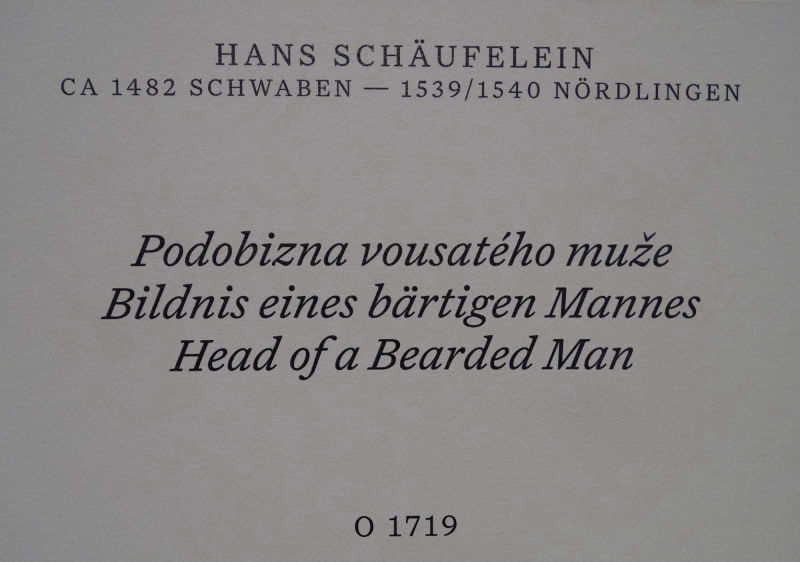 HANS SCHÄUFELEIN
CA 1482 SCHWABEN — 1539/1540 NÖRDLINGEN
Podobizna vousatého muže
Bildnis eines bärtigen Mannes
Head of a Bearded Man
O 1719